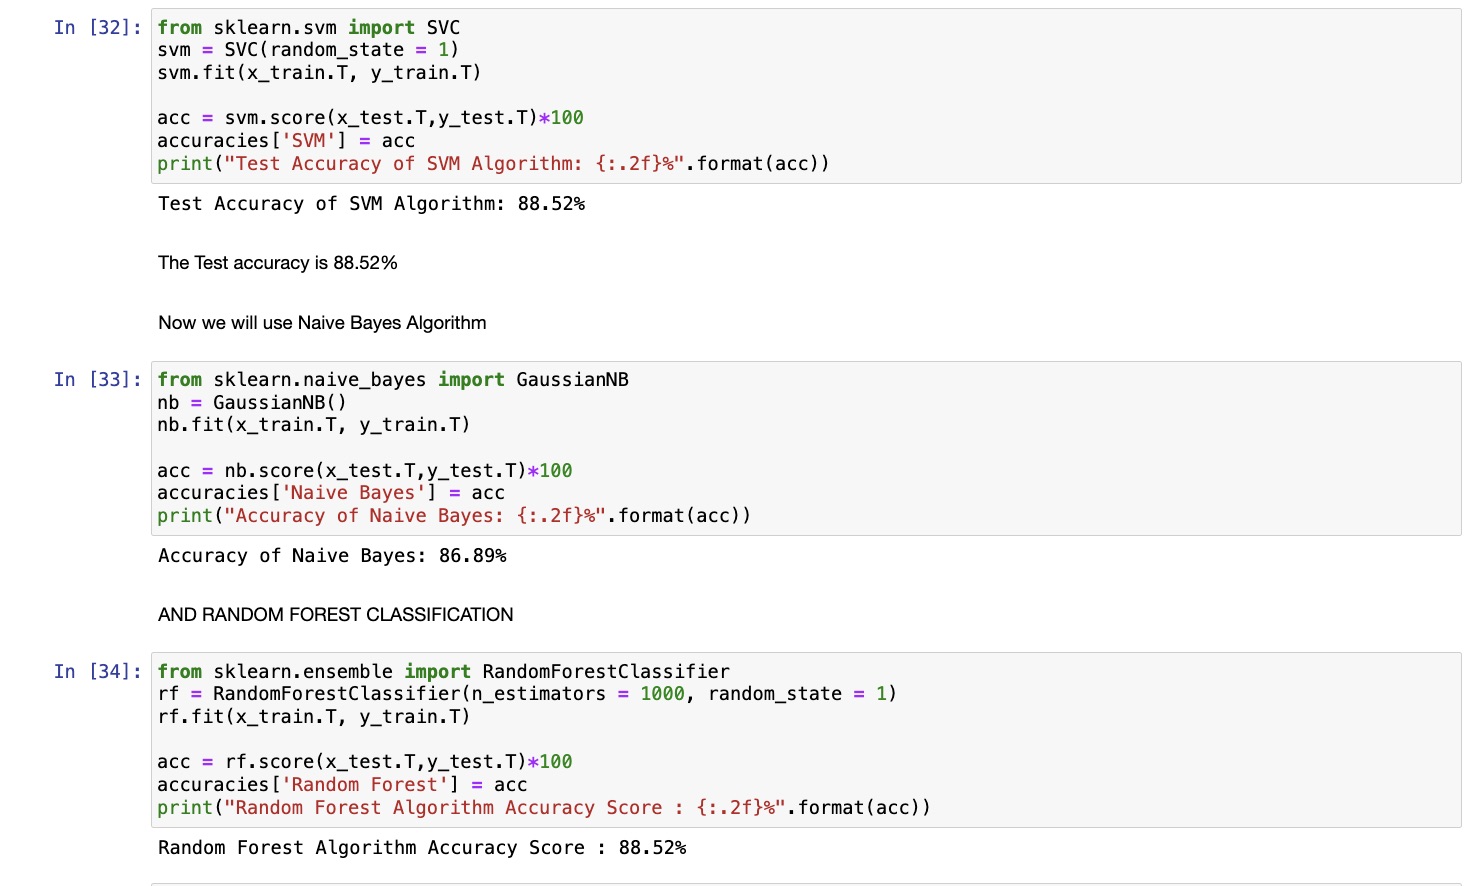 In [32]: from sklearn.svm import SVC
svm = SVC(random_state = 1)
svm.fit(x_train.T, y_train.T)
acc = svm.score(x_test.T,y_test.T)*100
accuracies['SVM'] = acc
print("Test Accuracy of SVM Algorithm: {:.2f}%".format(acc))
Test Accuracy of SVM Algorithm: 88.52%
The Test accuracy is 88.52%
Now we will use Naive Bayes Algorithm
In [33]: from sklearn.naive_bayes import GaussianNB
nb = GaussianNB()
nb.fit(x_train.T, y_train.T)
acc = nb.score(x_test.T,y_test.T)*100
accuracies['Naive Bayes'] = acc
print("Accuracy of Naive Bayes: {:.2f}%".format(acc))
Accuracy of Naive Bayes: 86.89%
AND RANDOM FOREST CLASSIFICATION
In [34]: from sklearn.ensemble import RandomForestClassifier
rf = RandomForestClassifier(n_estimators = 1000, random_state = 1)
rf.fit(x_train.T, y_train.T)
acc = rf.score(x_test.T,y_test.T)*100
accuracies['Random Forest'] = acc
print("Random Forest Algorithm Accuracy Score : {:.2f}%".format(acc))
Random Forest Algorithm Accuracy Score : 88.52%